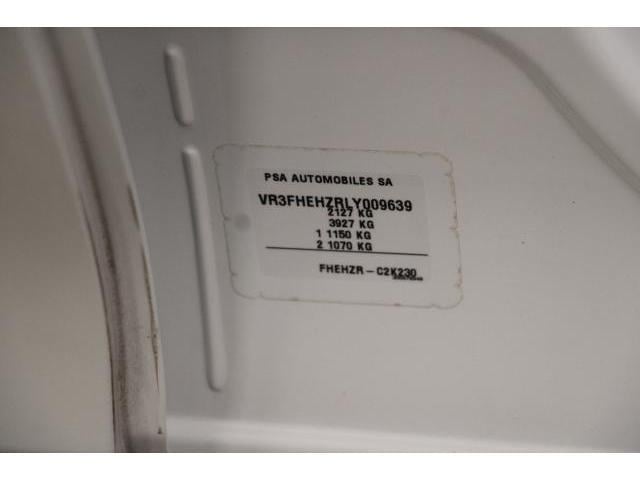 PSA AUTOMOBILES SA
VR3FHEHZRLY009639
2127 KG
3927 KG
1 1150 KG
2 1070 KG
FHEHZR - C2K230